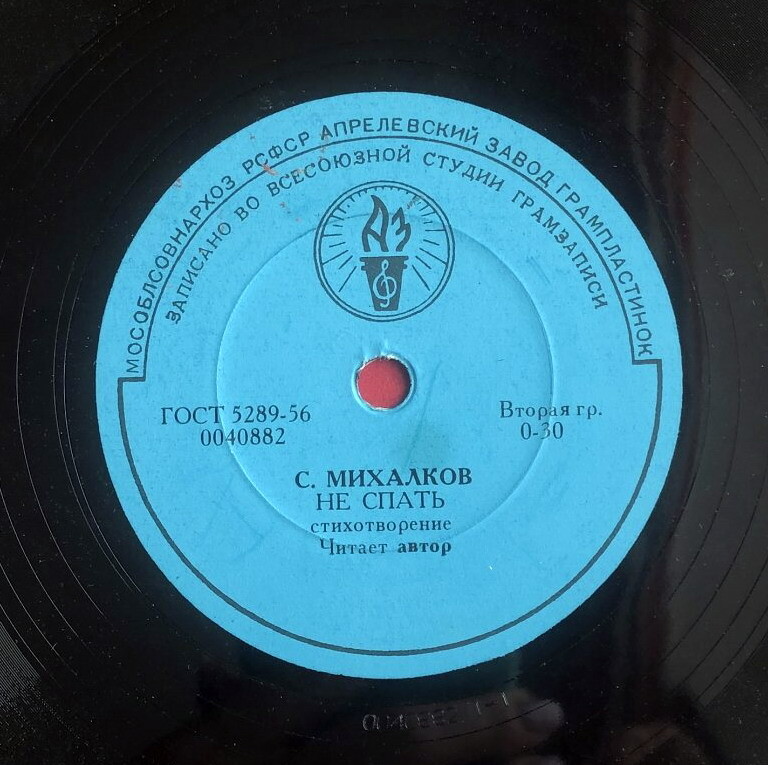 МОСОБЛСОВНАРХОЗ РСФСР АПРЕЛЕВСКИЙ ЗАВОД ГРАМПЛАСТИНОК
ЗАПИСАНО ВО ВСЕСОЮЗНОЙ СТУДИИ ГРАМЗАПИСИ
АЗ
ГОСТ 5289-56
0040882
Вторая гр.
0-30
С. МИХАЛКОВ
НЕ СПАТЬ
стихотворение
Читает автор